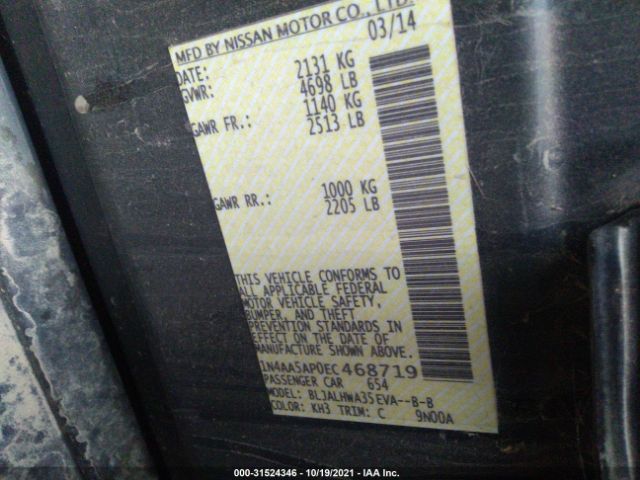 MFD BY NISSAN MOTOR CO., LTD.
DATE: 03/14
GVWR: 2131 KG
4698 LB
GAWR FR.: 1140 KG
2513 LB
GAWR RR.: 1000 KG
2205 LB
THIS VEHICLE CONFORMS TO
ALL APPLICABLE FEDERAL
MOTOR VEHICLE SAFETY,
BUMPER, AND THEFT
PREVENTION STANDARDS IN
EFFECT ON THE DATE OF
MANUFACTURE SHOWN ABOVE.
1N4AA5AP0EC468719
PASSENGER CAR 654
MODEL: BLJALHWA35EVA--B-B
COLOR: KH3 TRIM: C 9N00A
000-31524346 - 10/19/2021 - IAA Inc.